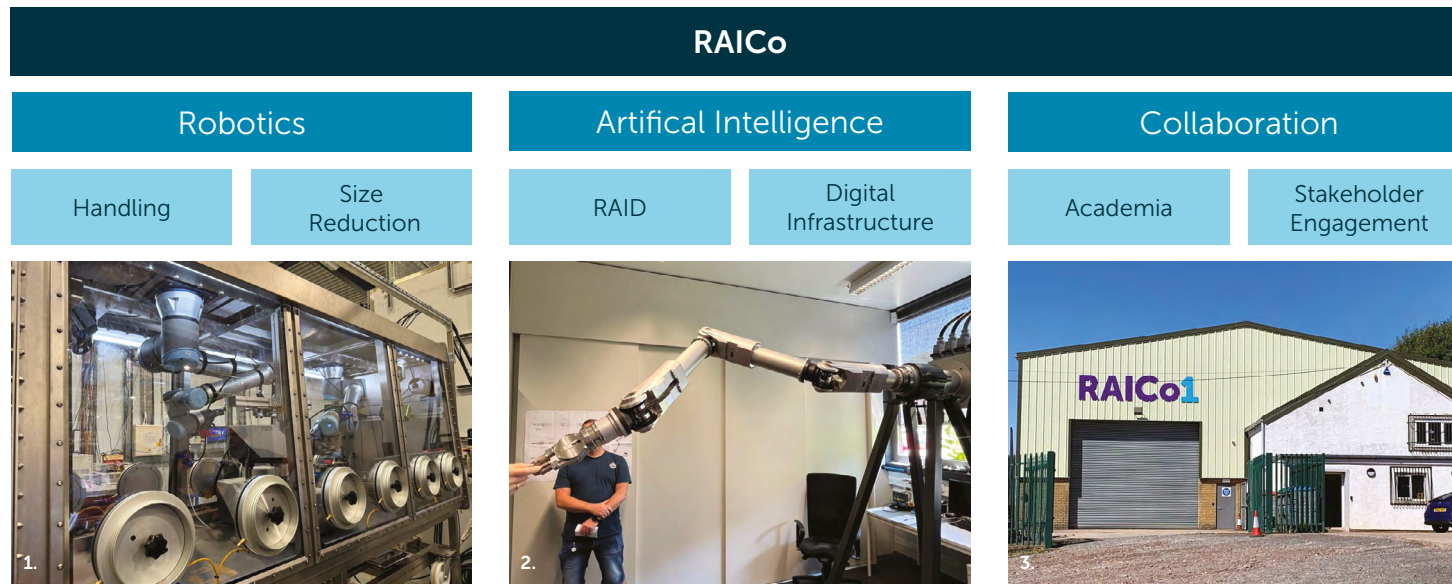 RAICo
Robotics
Artifical Intelligence
Collaboration
Handling
Size
Reduction
RAID
Digital
Infrastructure
Academia
Stakeholder
Engagement
RAICo1
1.
2.
3.